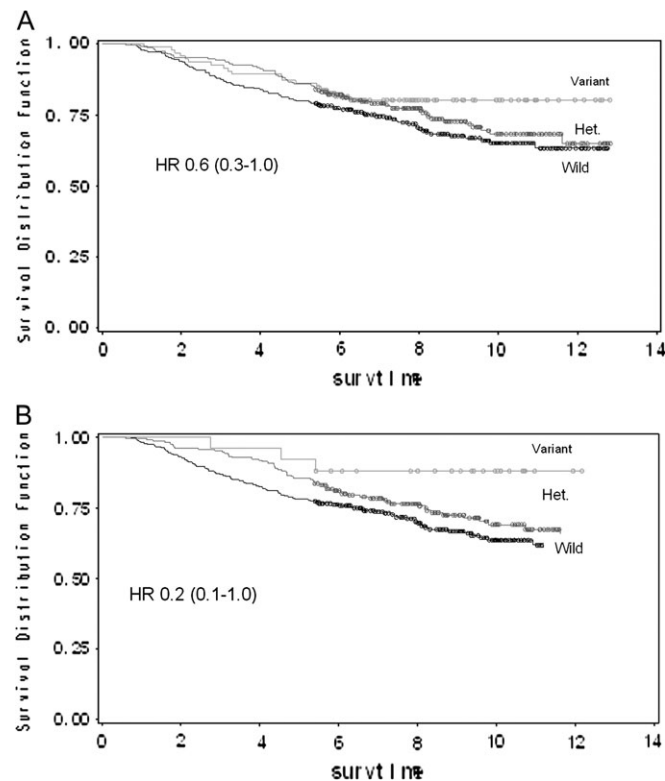 A
Survival Distribution Function
1.00
0.75
0.50
0.25
0.00
Variant
Het.
Wild
HR 0.6 (0.3-1.0)
0 2 4 6 8 10 12 14
survtime
B
Survival Distribution Function
1.00
0.75
0.50
0.25
0.00
Variant
Het.
Wild
HR 0.2 (0.1-1.0)
0 2 4 6 8 10 12 14
survtime